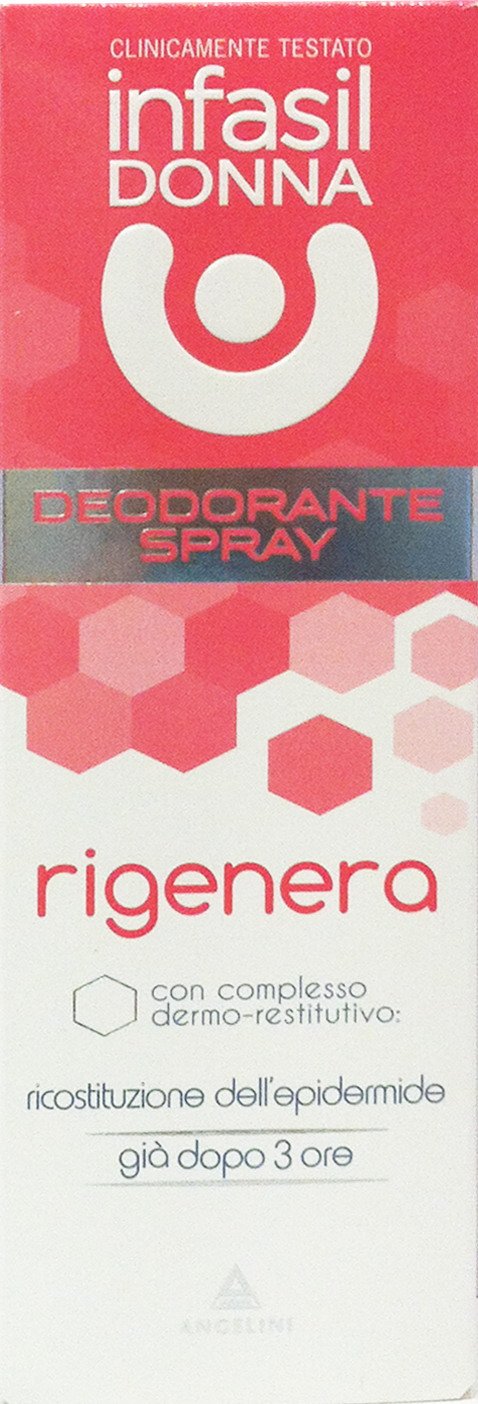 CLINICAMENTE TESTATO
infasil
DONNA
DEODORANTE
SPRAY
rigenera
con complesso
dermo-restitutivo:
ricostituzione dell'epidermide
già dopo 3 ore
ANGELINI